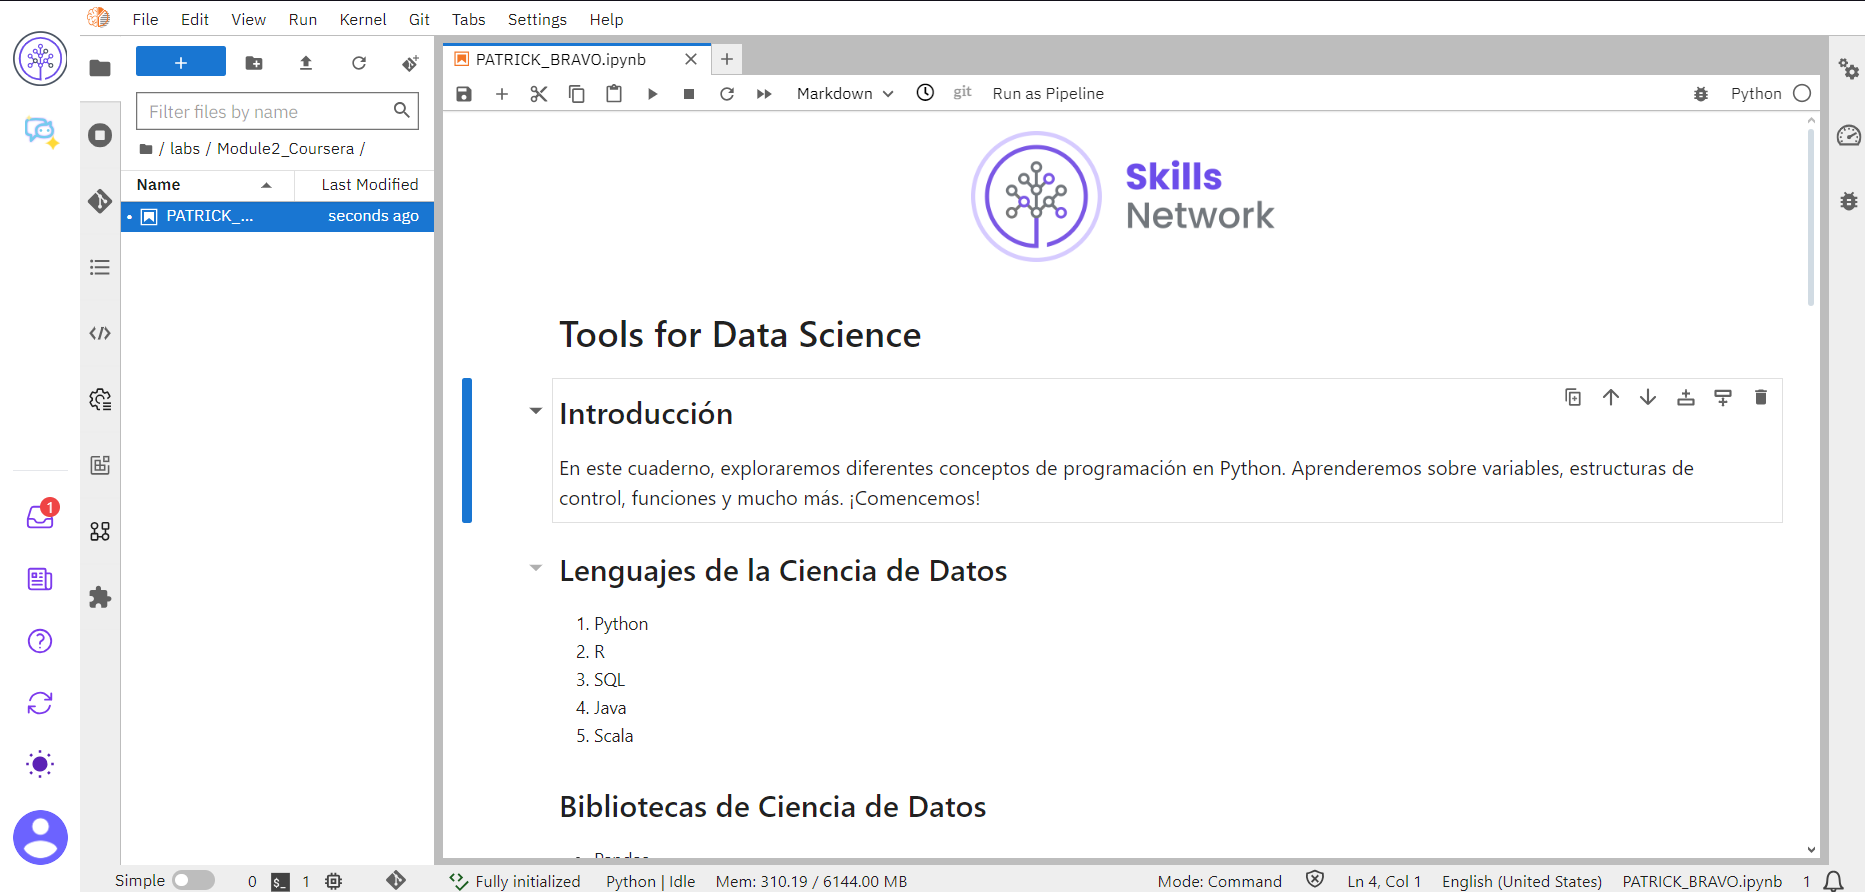 File Edit View Run Kernel Git Tabs Settings Help
+
Filter files by name
/ labs / Module2_Coursera /
Name Last Modified
PATRICK_... seconds ago
PATRICK_BRAVO.ipynb
Markdown git Run as Pipeline Python
Skills
Network
Tools for Data Science
Introducción
En este cuaderno, exploraremos diferentes conceptos de programación en Python. Aprenderemos sobre variables, estructuras de
control, funciones y mucho más. ¡Comencemos!
Lenguajes de la Ciencia de Datos
1. Python
2. R
3. SQL
4. Java
5. Scala
Bibliotecas de Ciencia de Datos
1
Simple 0 $_ 1 Fully initialized Python | Idle Mem: 310.19 / 6144.00 MB Mode: Command Ln 4, Col 1 English (United States) PATRICK_BRAVO.ipynb 1